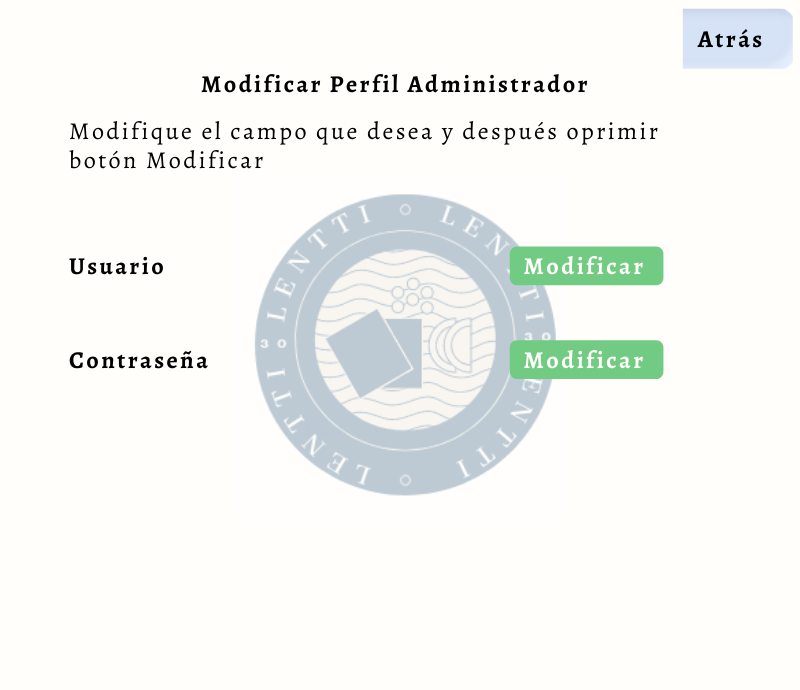 Atrás
Modificar Perfil Administrador
Modifique el campo que desea y después oprimir
botón Modificar
LENTTI LENTTI
Usuario Modificar
Contraseña Modificar
LENTTI LENTTI